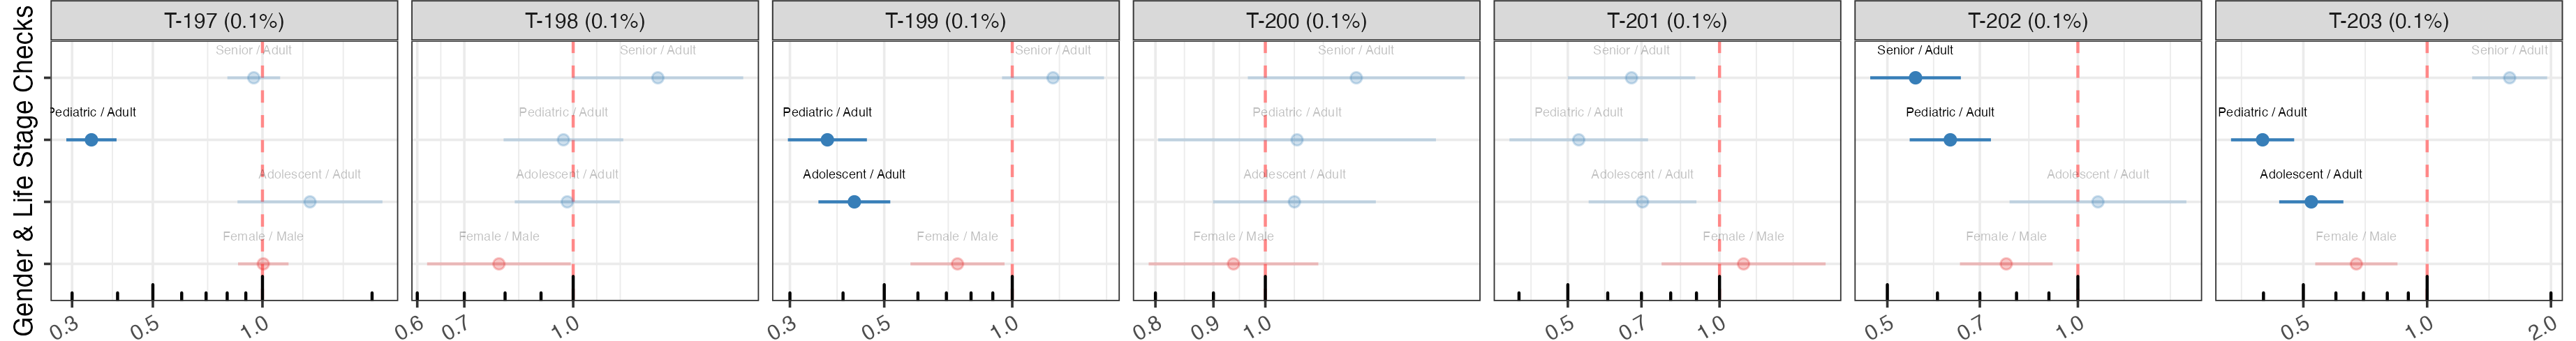 Gender & Life Stage Checks
T-197 (0.1%)
Senior / Adult
Pediatric / Adult
Adolescent / Adult
Female / Male
0.3 0.5 1.0
T-198 (0.1%)
Senior / Adult
Pediatric / Adult
Adolescent / Adult
Female / Male
0.6 0.7 1.0
T-199 (0.1%)
Senior / Adult
Pediatric / Adult
Adolescent / Adult
Female / Male
0.3 0.5 1.0
T-200 (0.1%)
Senior / Adult
Pediatric / Adult
Adolescent / Adult
Female / Male
0.8 0.9 1.0
T-201 (0.1%)
Senior / Adult
Pediatric / Adult
Adolescent / Adult
Female / Male
0.5 0.7 1.0
T-202 (0.1%)
Senior / Adult
Pediatric / Adult
Adolescent / Adult
Female / Male
0.5 0.7 1.0
T-203 (0.1%)
Senior / Adult
Pediatric / Adult
Adolescent / Adult
Female / Male
0.5 1.0 2.0